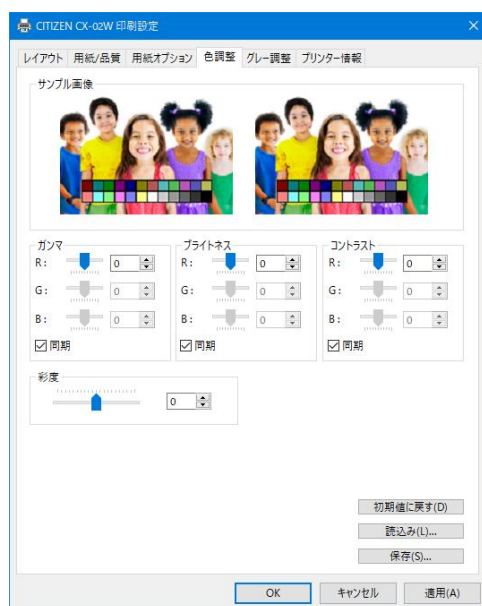 CITIZEN CX-02W 印刷設定
レイアウト 用紙/品質 用紙オプション 色調整 グレー調整 プリンター情報
サンプル画像
ガンマ ブライトネス コントラスト
R: 0 R: 0 R: 0
G: 0 G: 0 G: 0
B: 0 B: 0 B: 0
同期 同期 同期
彩度
0
初期値に戻す(D)
読込み(L)...
保存(S)...
OK キャンセル 適用(A)